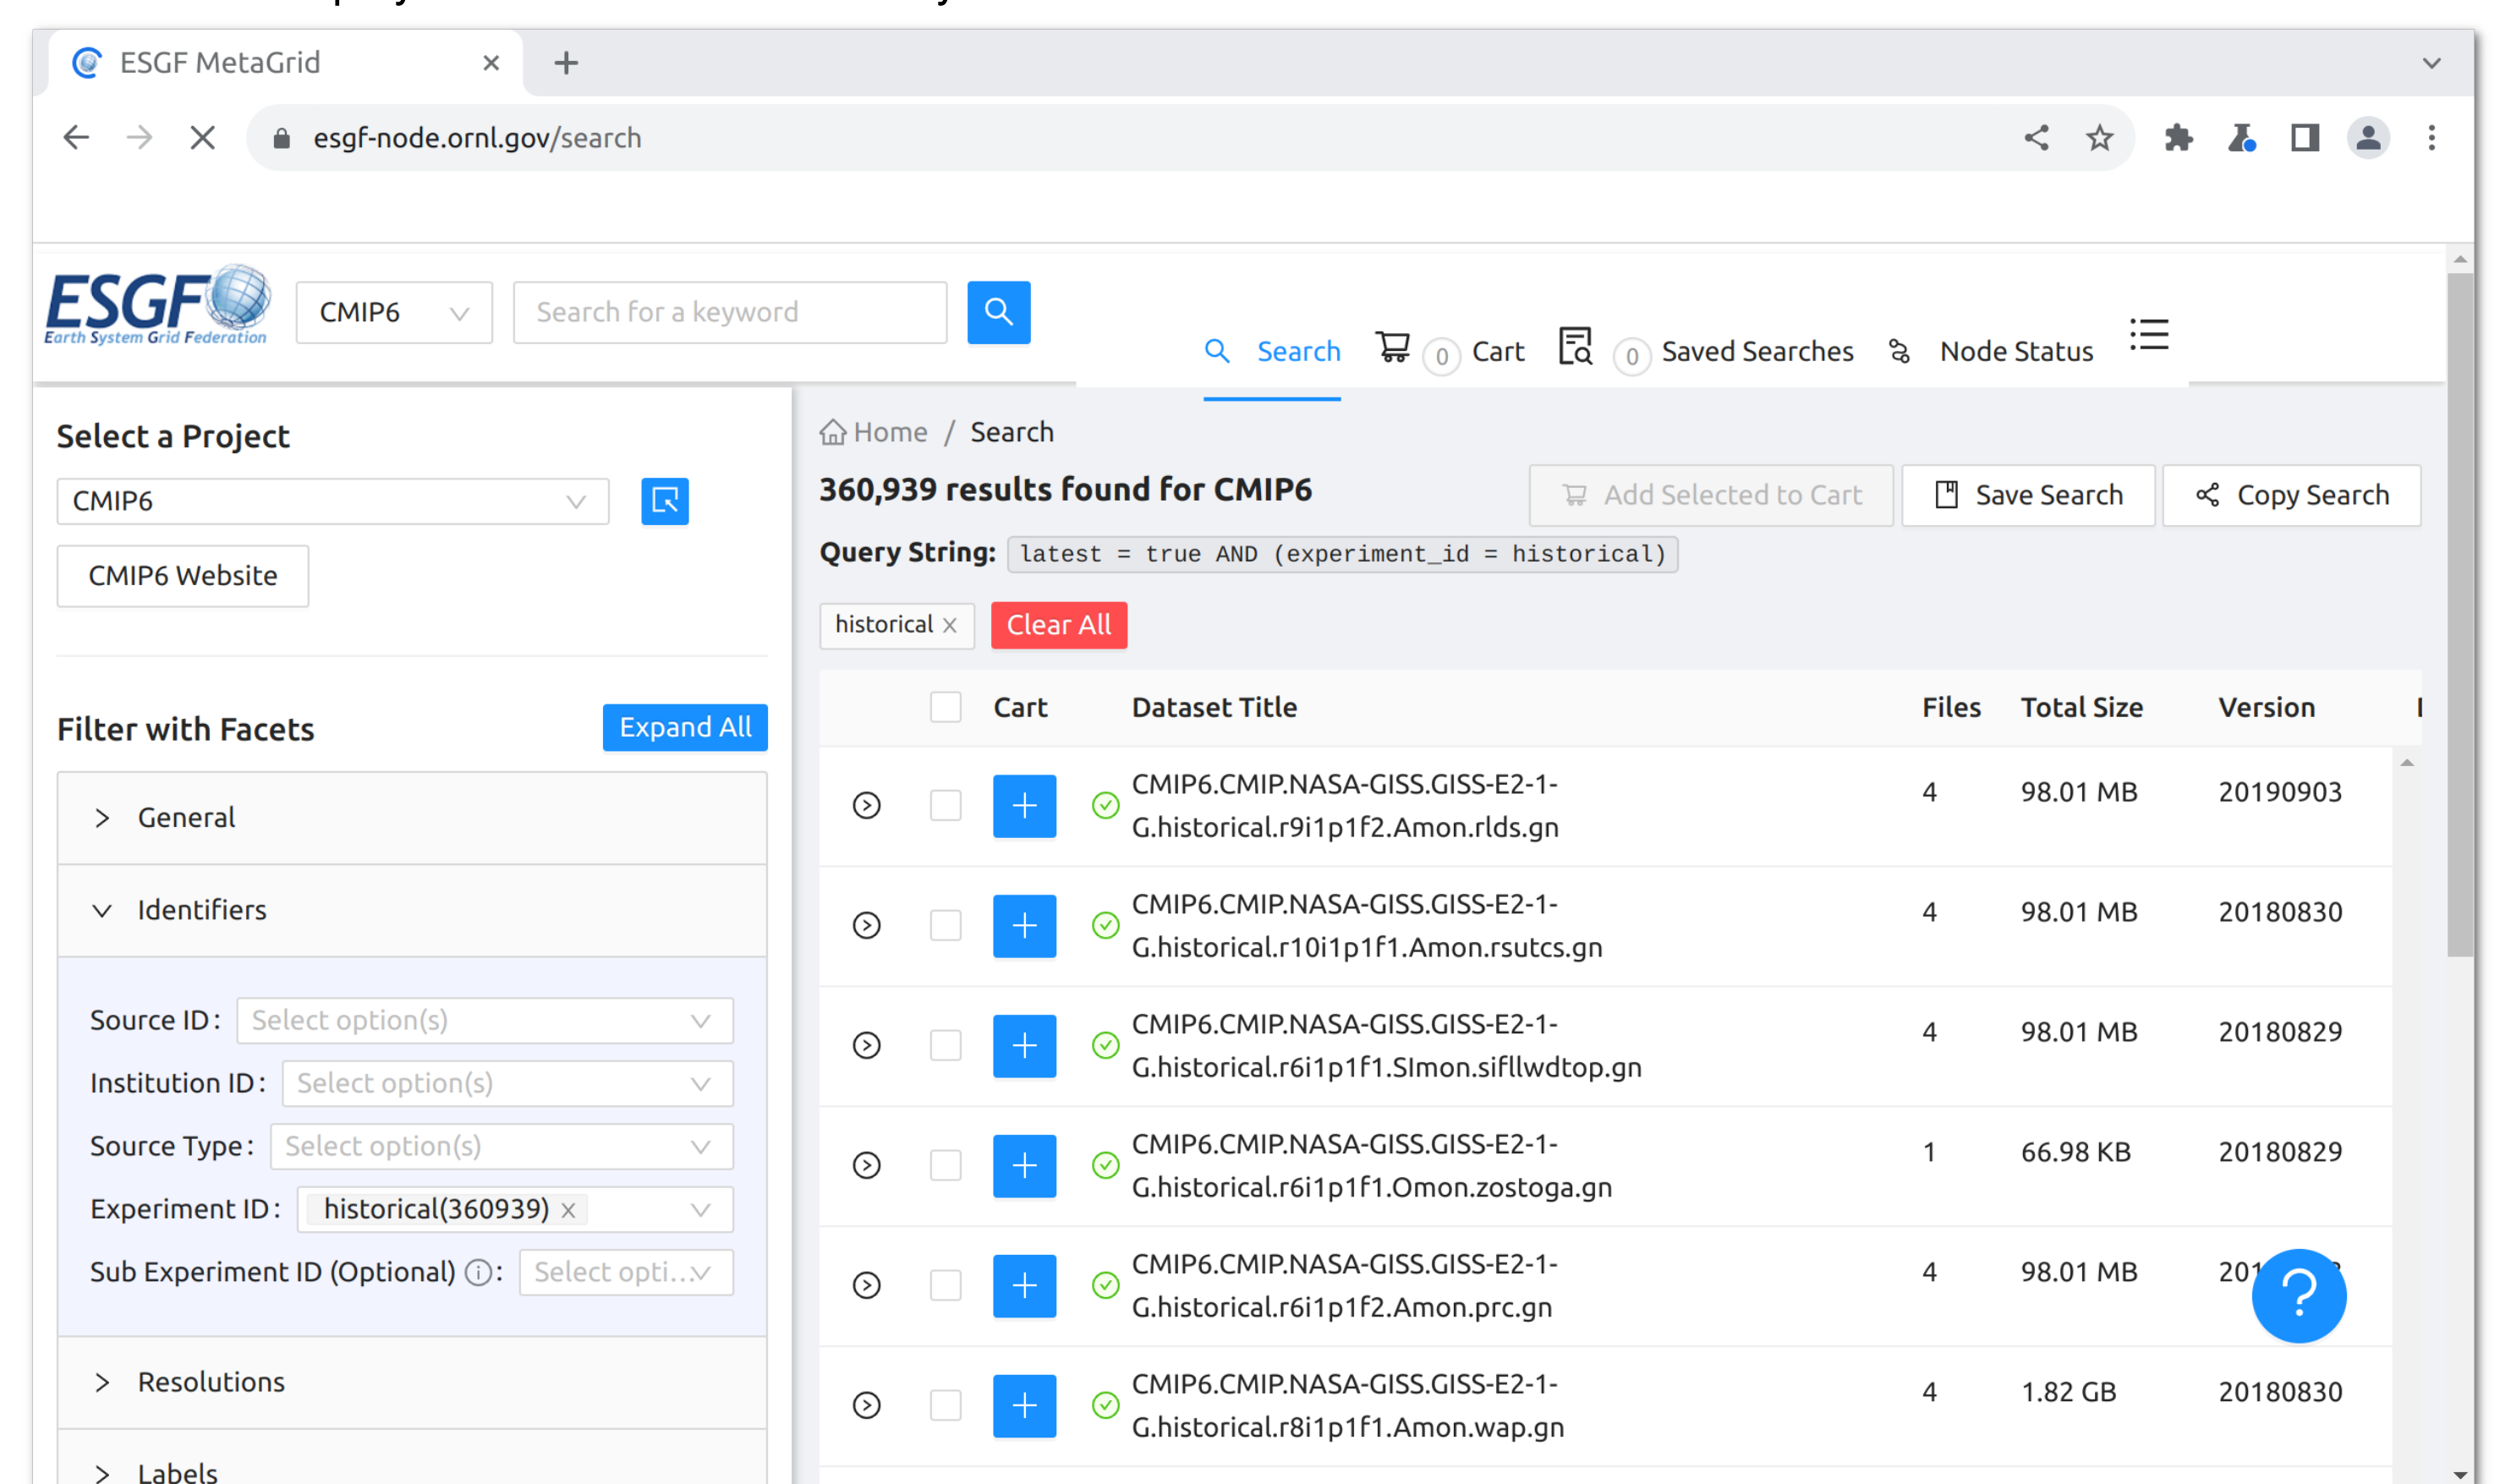 ESGF MetaGrid
esgf-node.ornl.gov/search
ESGF
Earth System Grid Federation
CMIP6
Search for a keyword
Search
0 Cart
0 Saved Searches
Node Status
Select a Project
CMIP6
CMIP6 Website
Filter with Facets
Expand All
General
Identifiers
Source ID: Select option(s)
Institution ID: Select option(s)
Source Type: Select option(s)
Experiment ID: historical(360939)
Sub Experiment ID (Optional) : Select opti...
Resolutions
Labels
Home / Search
360,939 results found for CMIP6
Add Selected to Cart
Save Search
Copy Search
Query String: latest = true AND (experiment_id = historical)
historical
Clear All
Cart Dataset Title Files Total Size Version
CMIP6.CMIP.NASA-GISS.GISS-E2-1- 4 98.01 MB 20190903
G.historical.r9i1p1f2.Amon.rlds.gn
CMIP6.CMIP.NASA-GISS.GISS-E2-1- 4 98.01 MB 20180830
G.historical.r10i1p1f1.Amon.rsutcs.gn
CMIP6.CMIP.NASA-GISS.GISS-E2-1- 4 98.01 MB 20180829
G.historical.r6i1p1f1.SImon.sifllwdtop.gn
CMIP6.CMIP.NASA-GISS.GISS-E2-1- 1 66.98 KB 20180829
G.historical.r6i1p1f1.Omon.zostoga.gn
CMIP6.CMIP.NASA-GISS.GISS-E2-1- 4 98.01 MB
G.historical.r6i1p1f2.Amon.prc.gn
?
CMIP6.CMIP.NASA-GISS.GISS-E2-1- 4 1.82 GB 20180830
G.historical.r8i1p1f1.Amon.wap.gn